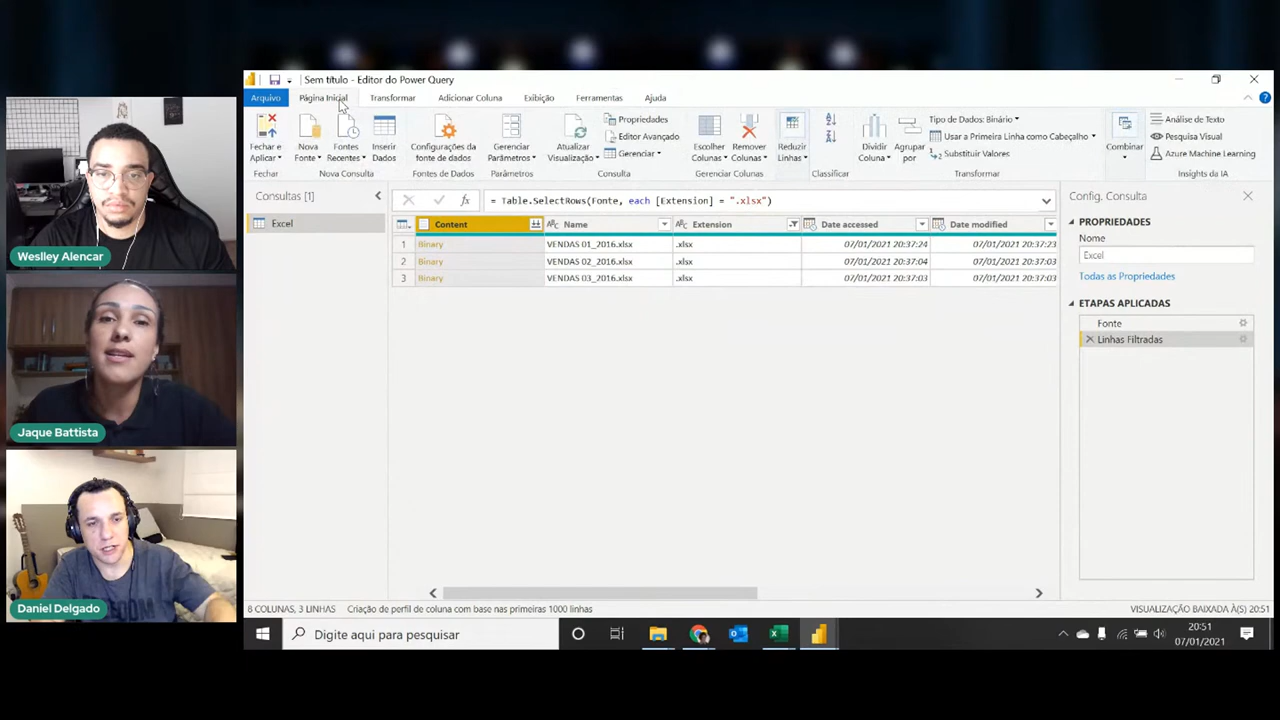 Weslley Alencar
Jaque Battista
Daniel Delgado
Sem título - Editor do Power Query
Arquivo Página Inicial Transformar Adicionar Coluna Exibição Ferramentas Ajuda
Fechar e Aplicar
Fechar
Nova Fonte
Fontes Recentes
Inserir Dados
Nova Consulta
Configurações da fonte de dados
Fontes de Dados
Gerenciar Parâmetros
Parâmetros
Atualizar Visualização
Propriedades
Editor Avançado
Gerenciar
Consulta
Escolher Colunas
Remover Colunas
Gerenciar Colunas
Reduzir Linhas
Classificar
Dividir Coluna
Agrupar por
Tipo de Dados: Binário
Usar a Primeira Linha como Cabeçalho
Substituir Valores
Transformar
Combinar
Análise de Texto
Pesquisa Visual
Azure Machine Learning
Insights da IA
Consultas [1]
Excel
= Table.SelectRows(Fonte, each [Extension] = ".xlsx")
Content Name Extension Date accessed Date modified
1 Binary VENDAS 01_2016.xlsx .xlsx 07/01/2021 20:37:24 07/01/2021 20:37:23
2 Binary VENDAS 02_2016.xlsx .xlsx 07/01/2021 20:37:04 07/01/2021 20:37:03
3 Binary VENDAS 03_2016.xlsx .xlsx 07/01/2021 20:37:03 07/01/2021 20:37:03
Config. Consulta
PROPRIEDADES
Nome
Excel
Todas as Propriedades
ETAPAS APLICADAS
Fonte
Linhas Filtradas
8 COLUNAS, 3 LINHAS Criação de perfil de coluna com base nas primeiras 1000 linhas
VISUALIZAÇÃO BAIXADA À(S) 20:51
Digite aqui para pesquisar
20:51
07/01/2021